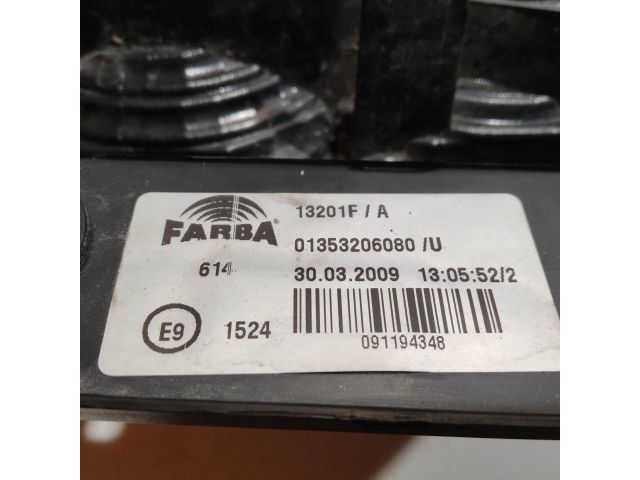 FARBA®
13201F / A
01353206080 /U
614
30.03.2009 13:05:52/2
E9
1524
091194348